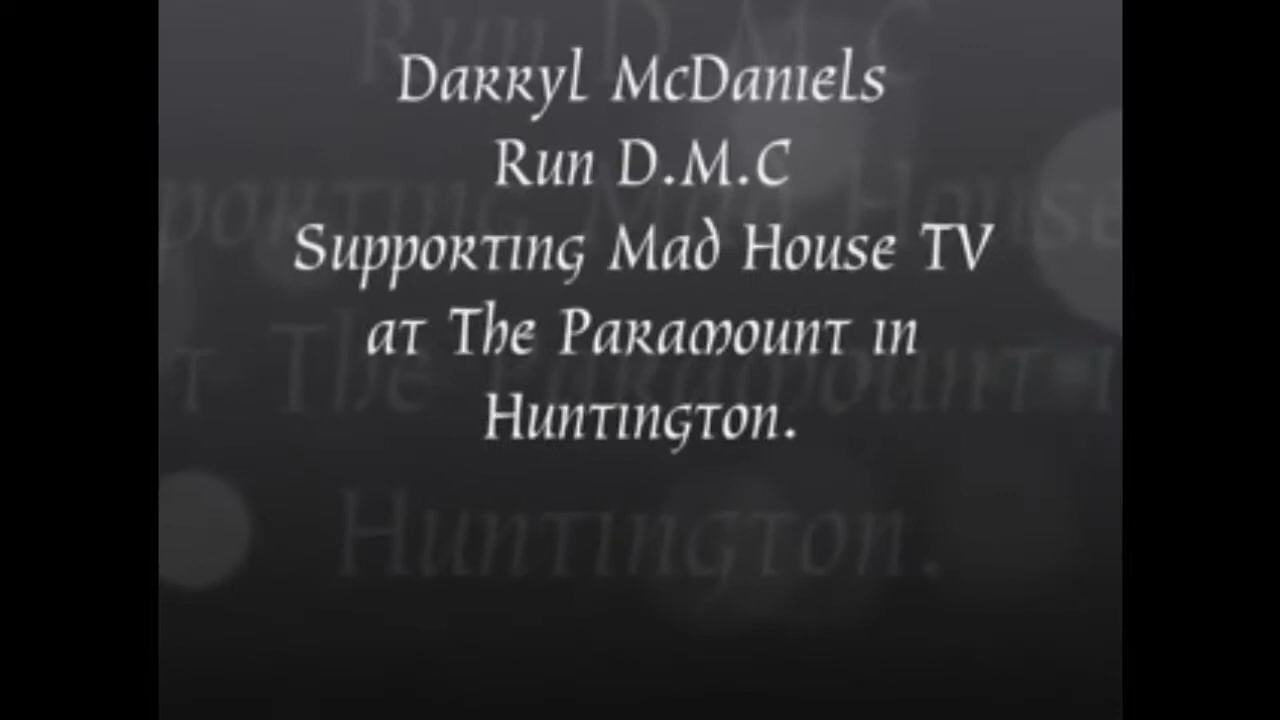 Darryl McDaniels
Run D.M.C
Supporting Mad House TV
at The Paramount in
Huntington.